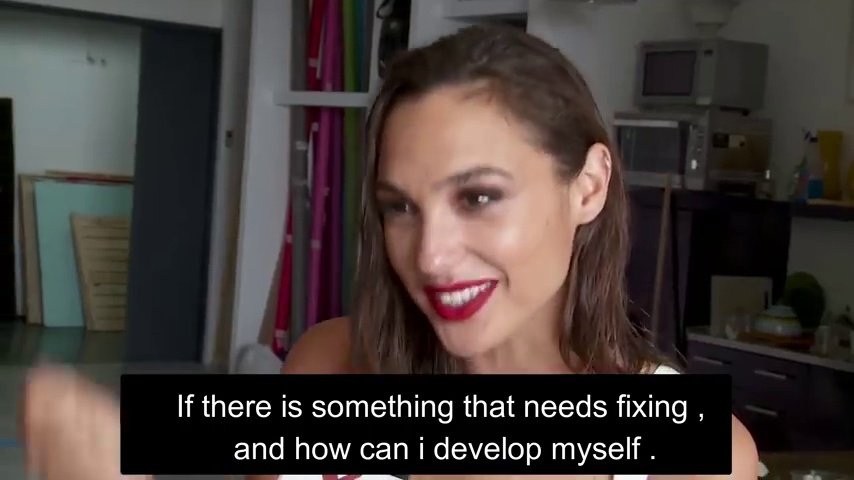 If there is something that needs fixing ,
and how can i develop myself .